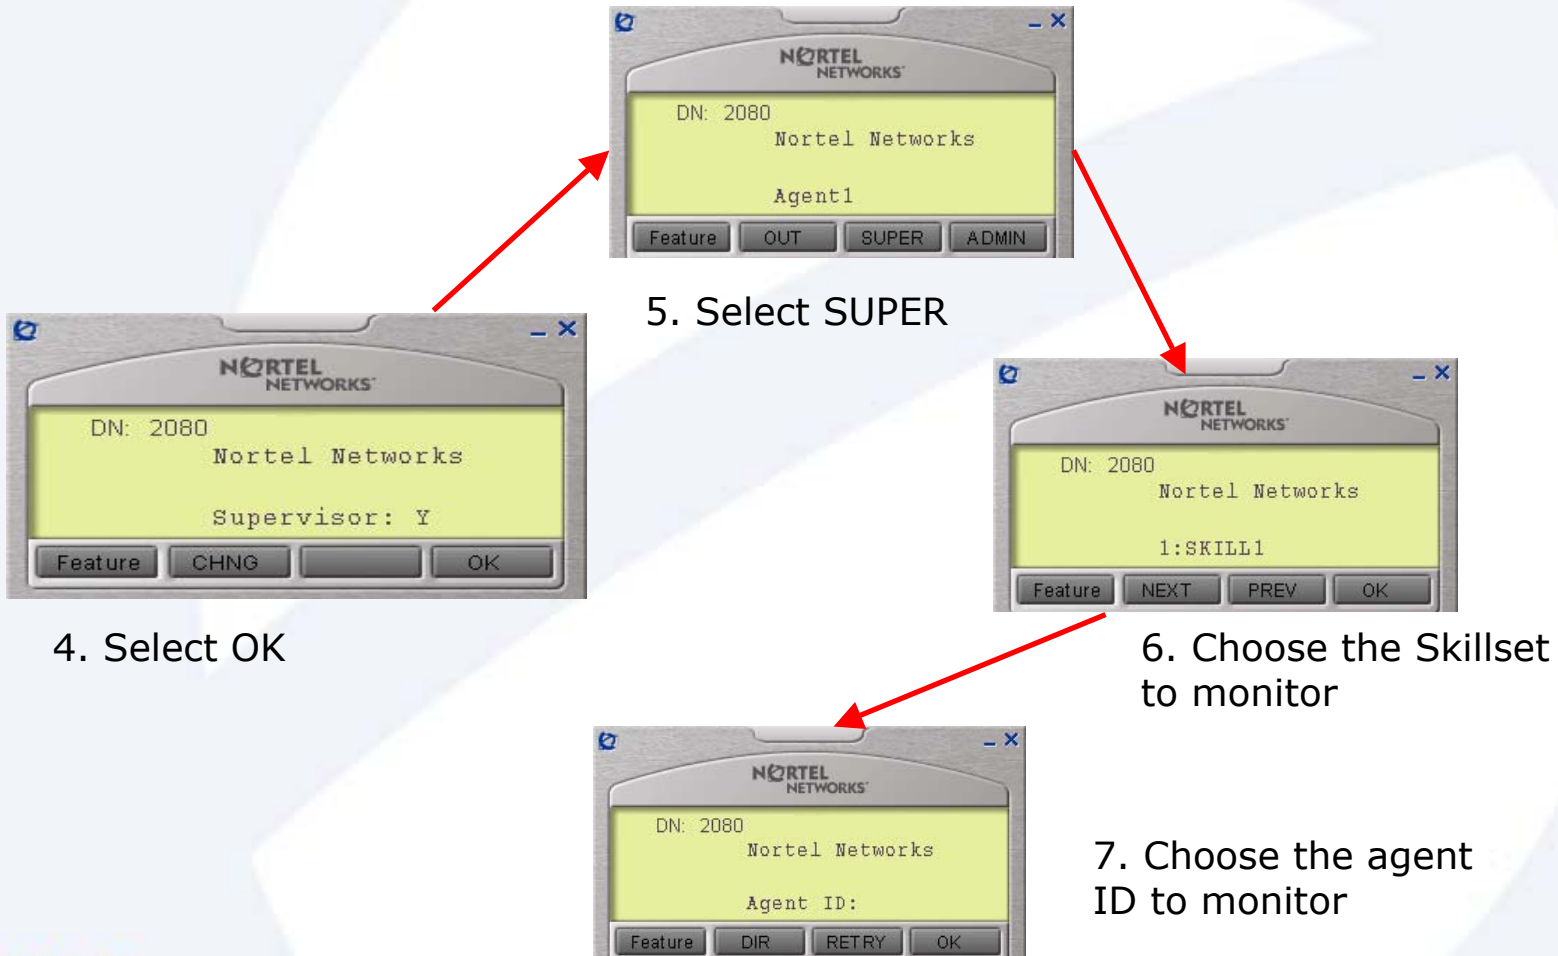 NORTEL
NETWORKS
DN: 2080
Nortel Networks
Supervisor: Y
Feature CHNG OK
4. Select OK
NORTEL
NETWORKS
DN: 2080
Nortel Networks
Agent1
Feature OUT SUPER ADMIN
5. Select SUPER
NORTEL
NETWORKS
DN: 2080
Nortel Networks
1:SKILL1
Feature NEXT PREV OK
6. Choose the Skillset
to monitor
NORTEL
NETWORKS
DN: 2080
Nortel Networks
Agent ID:
Feature DIR RETRY OK
7. Choose the agent
ID to monitor